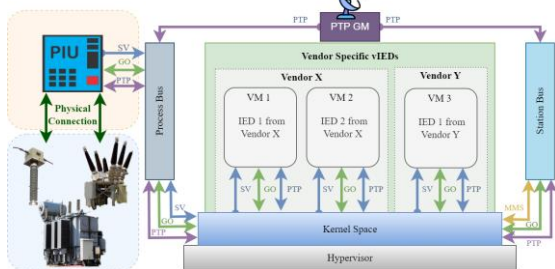 PTP
PTP GM
PTP
PIU
SV
GO
PTP
Physical
Connection
Process Bus
Vendor Specific vIEDs
Vendor X
Vendor Y
VM 1
IED 1 from
Vendor X
VM 2
IED 2 from
Vendor X
VM 3
IED 1 from
Vendor Y
Station Bus
SV
GO
PTP
SV
GO
PTP
SV
GO
PTP
SV
GO
PTP
MMS
GO
PTP
Kernel Space
Hypervisor